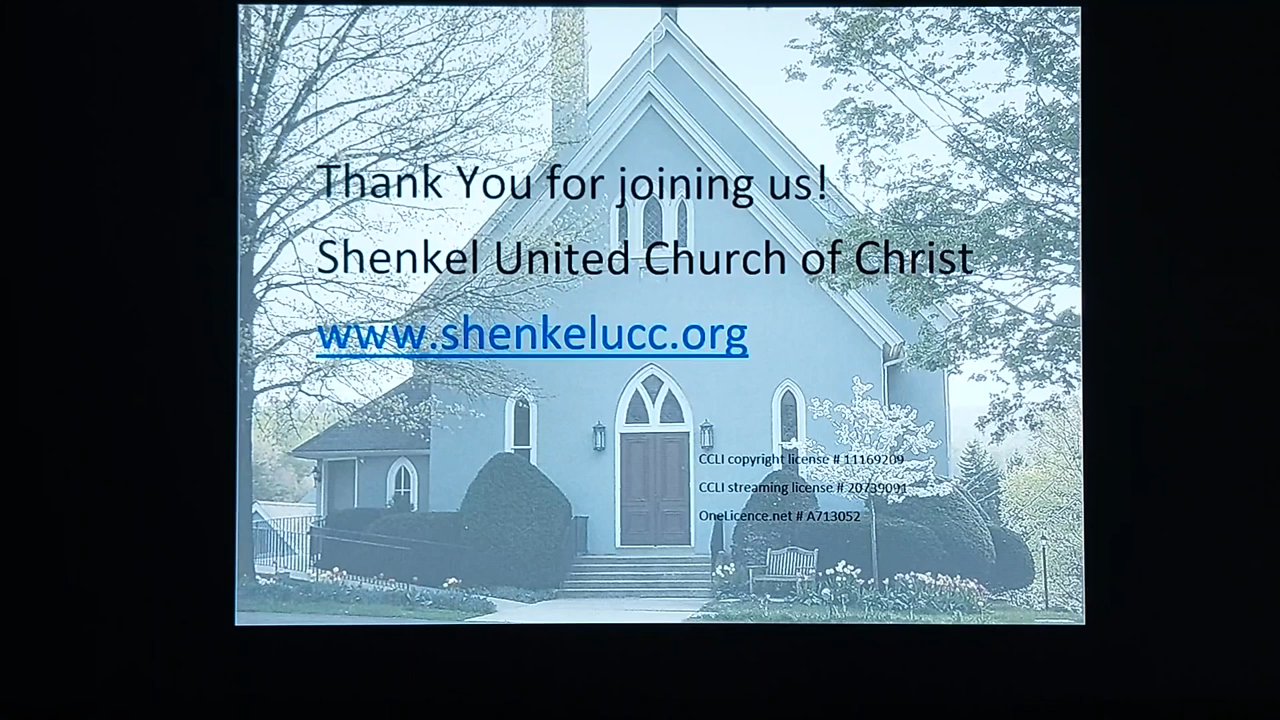 Thank You for joining us!
Shenkel United Church of Christ
www.shenkelucc.org
CCLI copyright license # 11169209
CCLI streaming license # 20739091
OneLicence.net # A713052